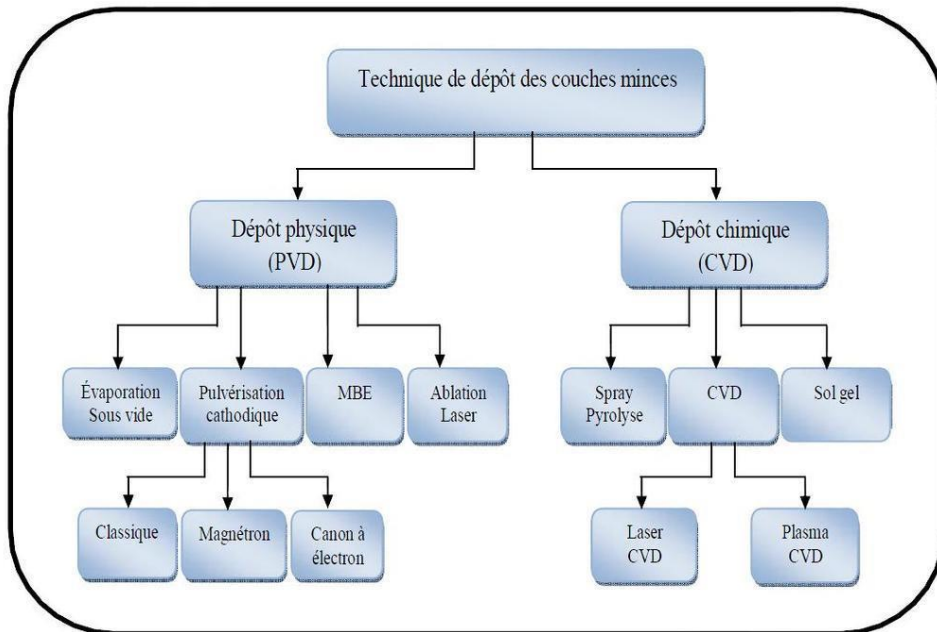 Technique de dépôt des couches minces
Dépôt physique
(PVD)
Dépôt chimique
(CVD)
Évaporation
Sous vide
Pulvérisation
cathodique
MBE
Ablation
Laser
Spray
Pyrolyse
CVD
Sol gel
Classique
Magnétron
Canon à
électron
Laser
CVD
Plasma
CVD